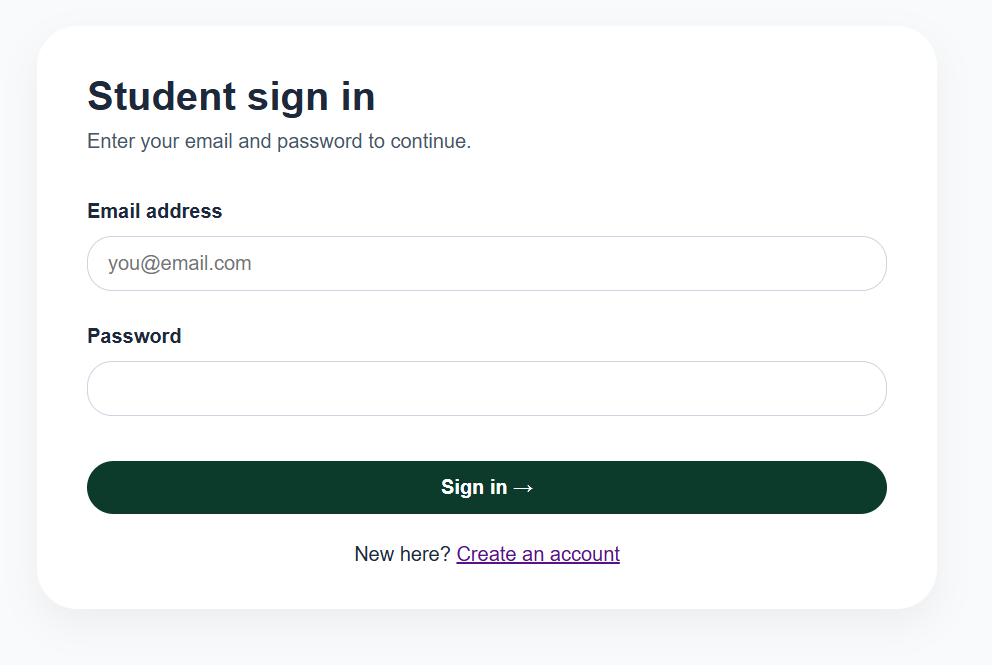 Student sign in
Enter your email and password to continue.
Email address
you@email.com
Password
Sign in →
New here? Create an account